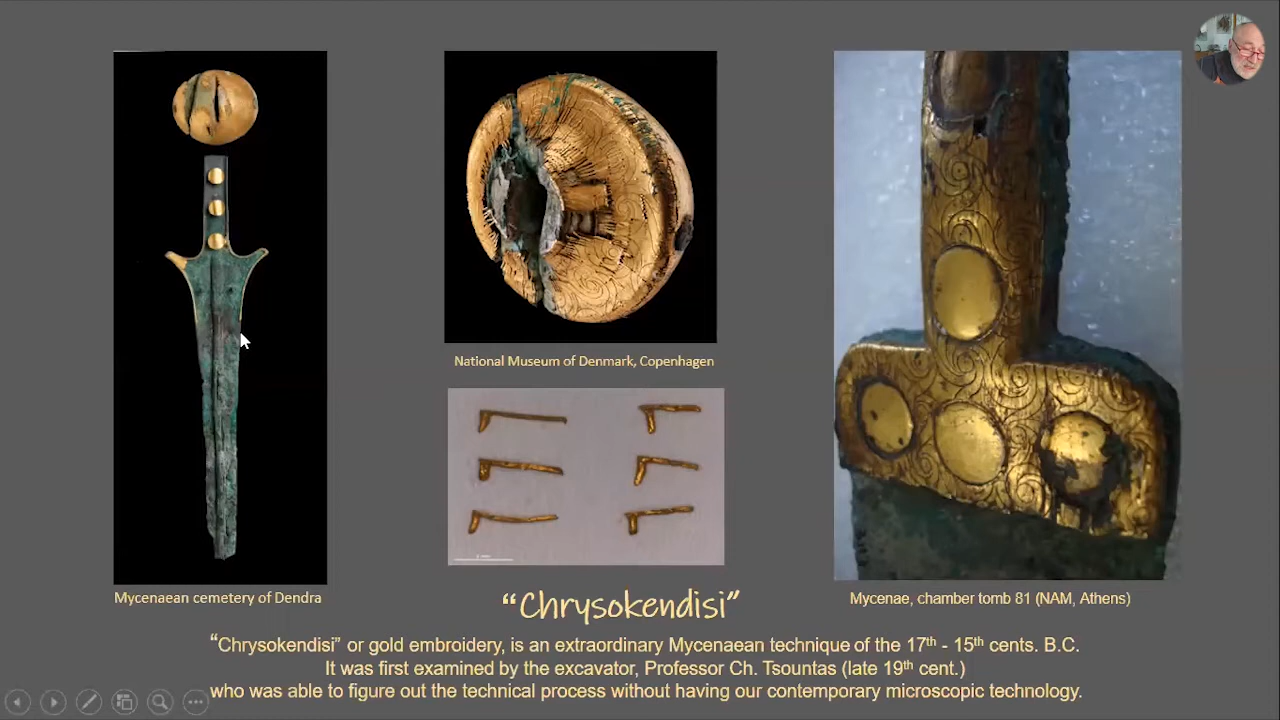 National Museum of Denmark, Copenhagen
Mycenaean cemetery of Dendra
Mycenae, chamber tomb 81 (NAM, Athens)
“Chrysokendisi”
“Chrysokendisi” or gold embroidery, is an extraordinary Mycenaean technique of the 17th - 15th cents. B.C.
It was first examined by the excavator, Professor Ch. Tsountas (late 19th cent.)
who was able to figure out the technical process without having our contemporary microscopic technology.